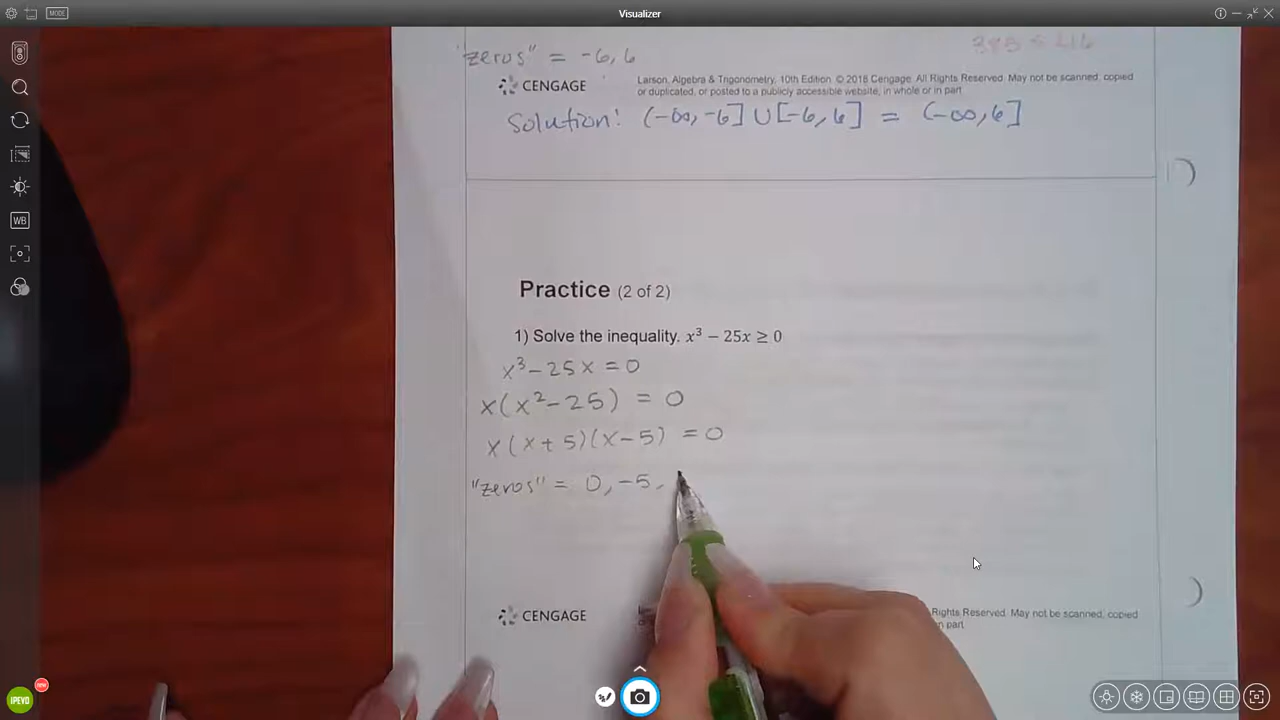 MODE
Visualizer
"zeros" = -6, 6
CENGAGE
Larson, Algebra & Trigonometry, 10th Edition. © 2018 Cengage. All Rights Reserved. May not be scanned, copied
or duplicated, or posted to a publicly accessible website, in whole or in part.
Solution: (-∞, -6] ∪ [-6, 6] = (-∞, 6]
Practice (2 of 2)
1) Solve the inequality. x³ − 25x ≥ 0
x³ - 25x = 0
x(x² - 25) = 0
x(x + 5)(x - 5) = 0
"zeros" = 0, -5,
CENGAGE
Rights Reserved. May not be scanned, copied
in part
WB
IPEVO